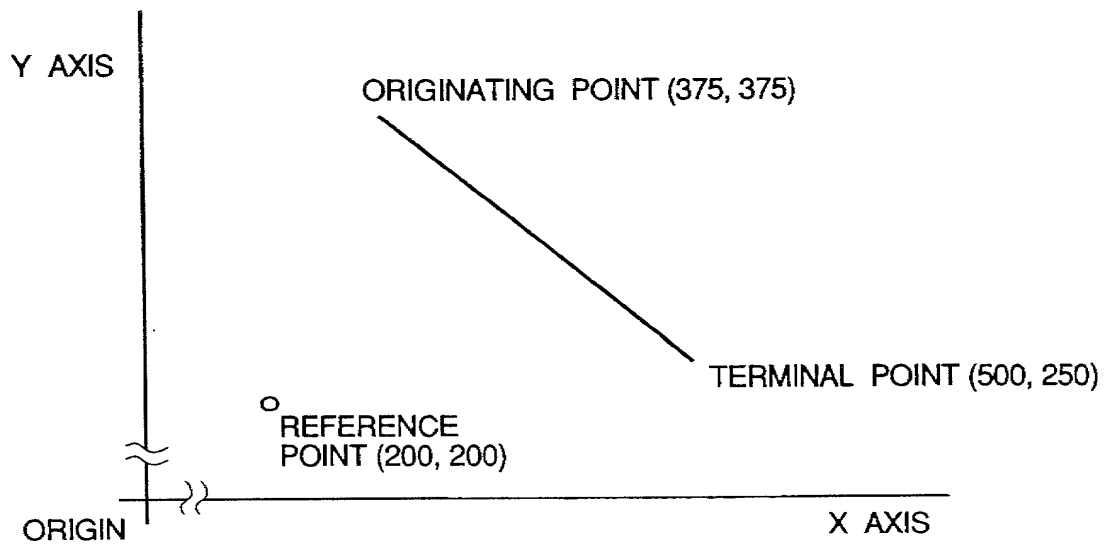 Y AXIS
ORIGINATING POINT (375, 375)
TERMINAL POINT (500, 250)
REFERENCE
POINT (200, 200)
ORIGIN
X AXIS